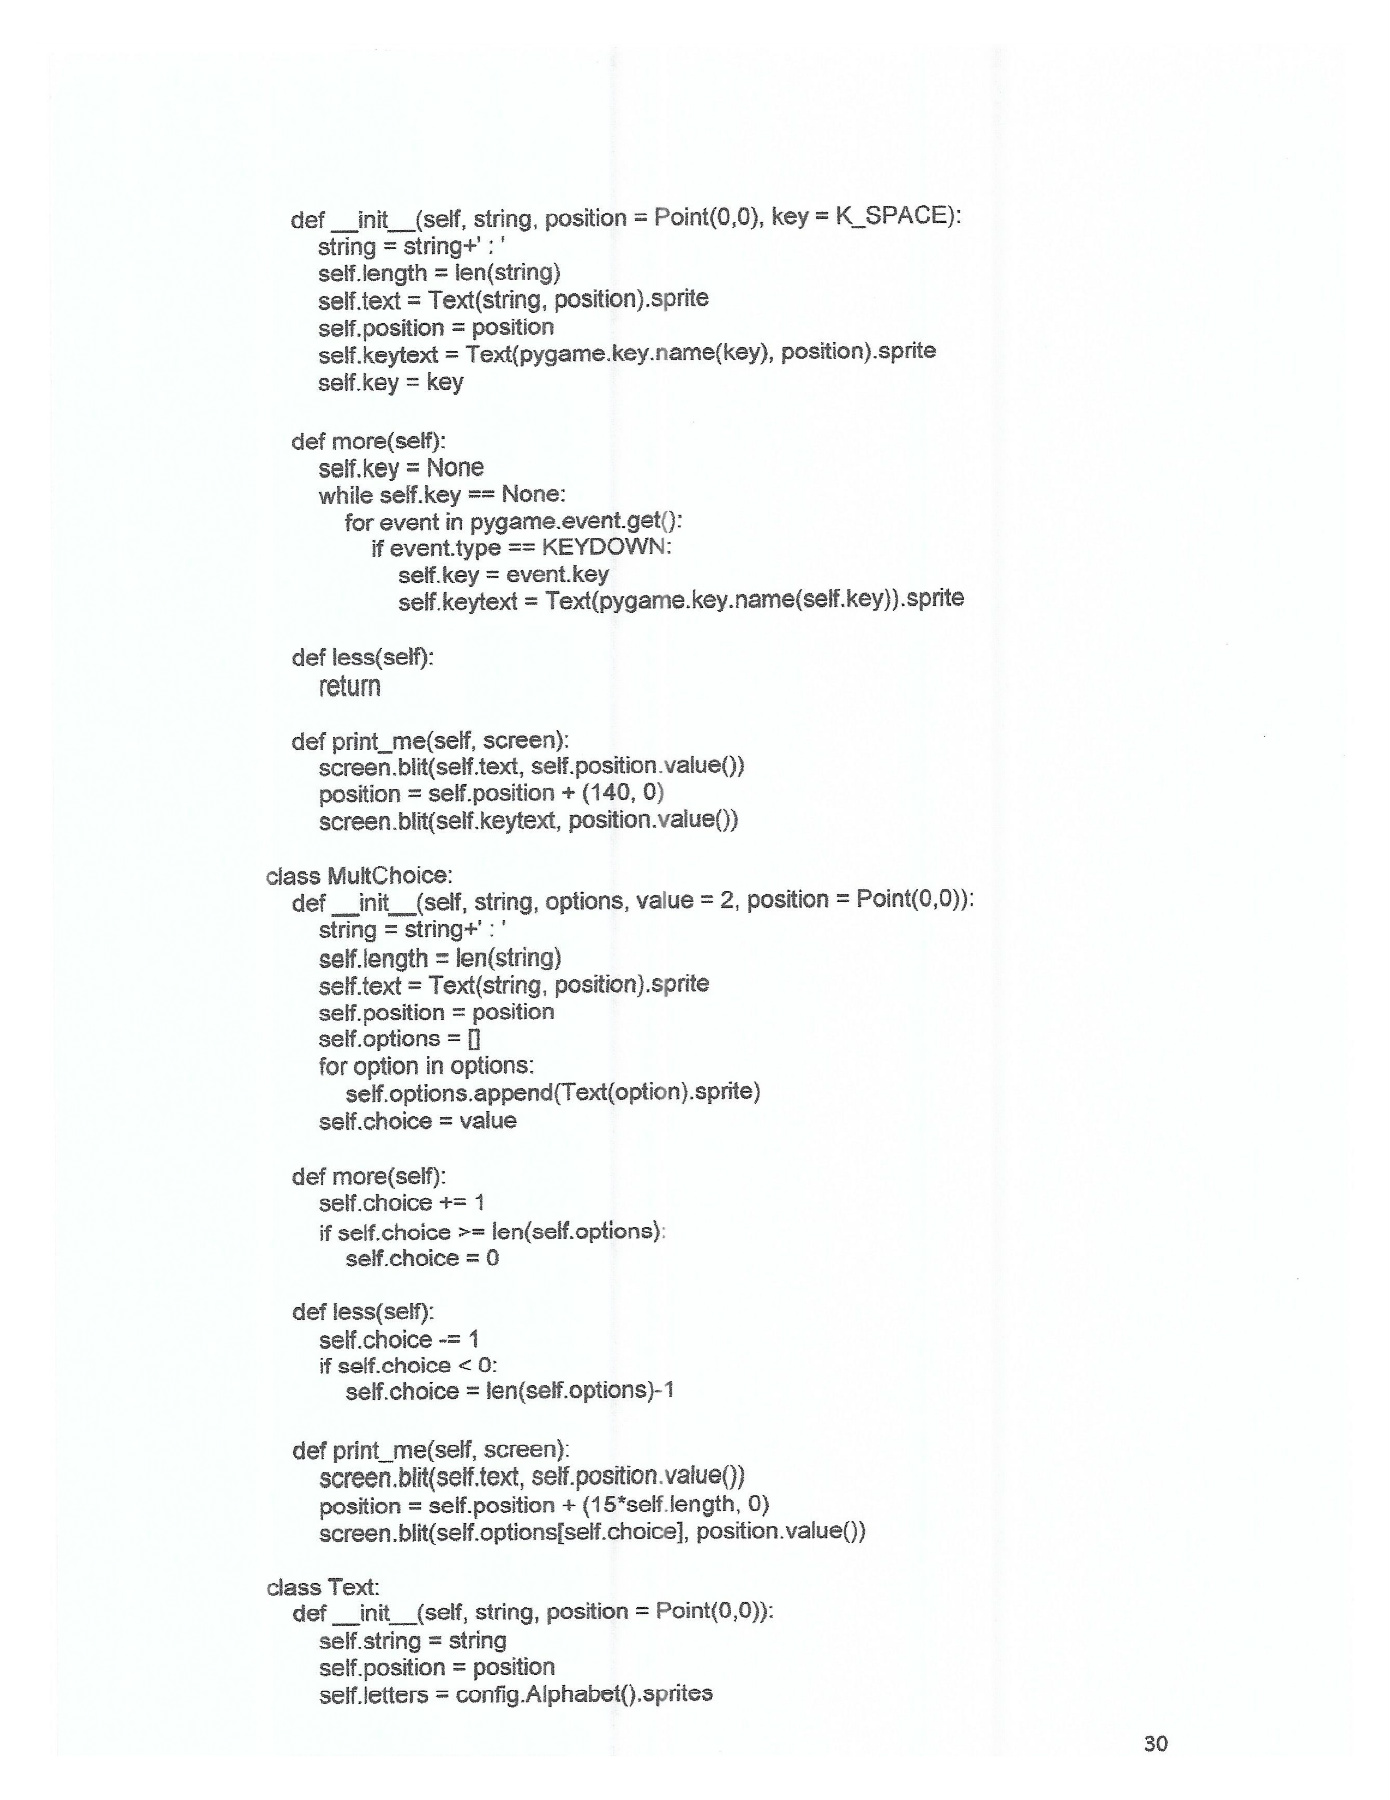 def __init__(self, string, position = Point(0,0), key = K_SPACE):
string = string+' : '
self.length = len(string)
self.text = Text(string, position).sprite
self.position = position
self.keytext = Text(pygame.key.name(key), position).sprite
self.key = key
def more(self):
self.key = None
while self.key == None:
for event in pygame.event.get():
if event.type == KEYDOWN:
self.key = event.key
self.keytext = Text(pygame.key.name(self.key)).sprite
def less(self):
return
def print_me(self, screen):
screen.blit(self.text, self.position.value())
position = self.position + (140, 0)
screen.blit(self.keytext, position.value())
class MultChoice:
def __init__(self, string, options, value = 2, position = Point(0,0)):
string = string+' : '
self.length = len(string)
self.text = Text(string, position).sprite
self.position = position
self.options = []
for option in options:
self.options.append(Text(option).sprite)
self.choice = value
def more(self):
self.choice += 1
if self.choice >= len(self.options):
self.choice = 0
def less(self):
self.choice -= 1
if self.choice < 0:
self.choice = len(self.options)-1
def print_me(self, screen):
screen.blit(self.text, self.position.value())
position = self.position + (15*self.length, 0)
screen.blit(self.options[self.choice], position.value())
class Text:
def __init__(self, string, position = Point(0,0)):
self.string = string
self.position = position
self.letters = config.Alphabet().sprites
30